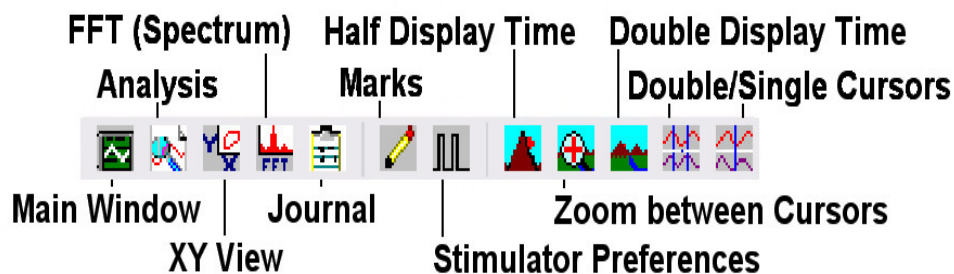 FFT (Spectrum) Half Display Time Double Display Time
Analysis Marks Double/Single Cursors
Y X FFT
Main Window Journal Zoom between Cursors
XY View Stimulator Preferences